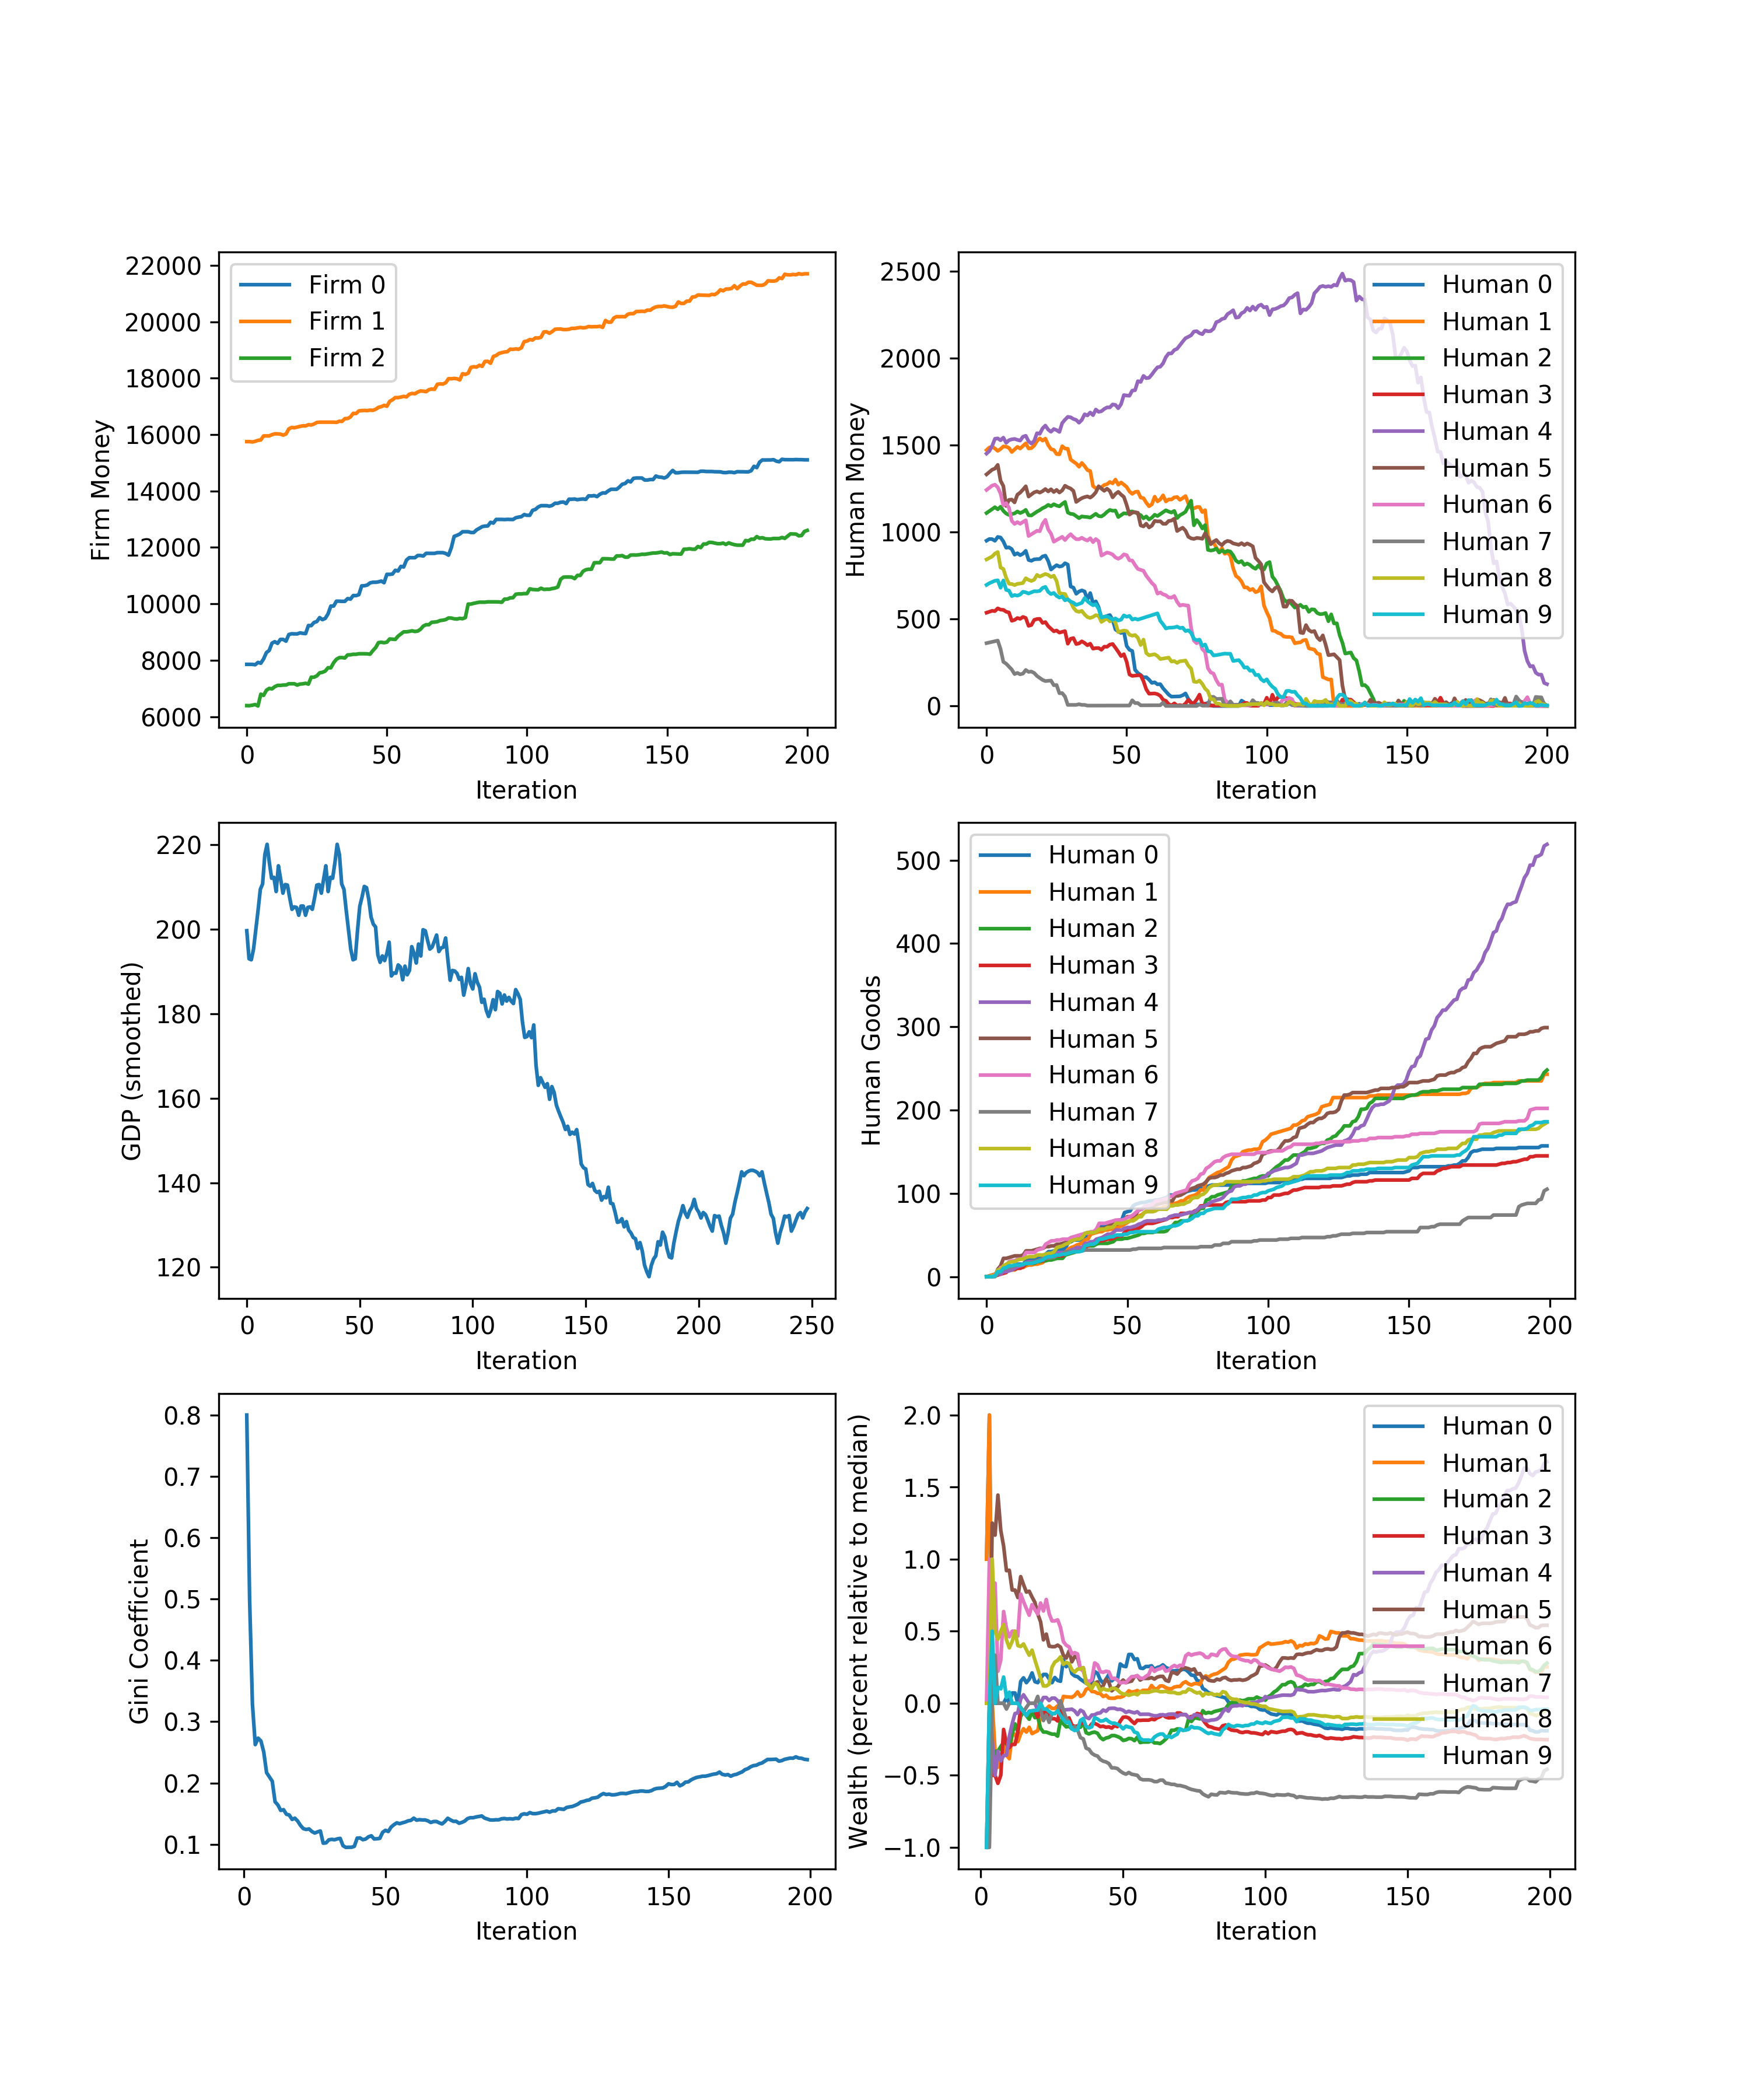 22000
20000
18000
16000
14000
12000
10000
8000
6000
Firm Money
Firm 0
Firm 1
Firm 2
0 50 100 150 200
Iteration
2500
2000
1500
1000
500
0
Human Money
Human 0
Human 1
Human 2
Human 3
Human 4
Human 5
Human 6
Human 7
Human 8
Human 9
0 50 100 150 200
Iteration
220
200
180
160
140
120
GDP (smoothed)
0 50 100 150 200 250
Iteration
500
400
300
200
100
0
Human Goods
Human 0
Human 1
Human 2
Human 3
Human 4
Human 5
Human 6
Human 7
Human 8
Human 9
0 50 100 150 200
Iteration
0.8
0.7
0.6
0.5
0.4
0.3
0.2
0.1
Gini Coefficient
0 50 100 150 200
Iteration
2.0
1.5
1.0
0.5
0.0
−0.5
−1.0
Wealth (percent relative to median)
Human 0
Human 1
Human 2
Human 3
Human 4
Human 5
Human 6
Human 7
Human 8
Human 9
0 50 100 150 200
Iteration